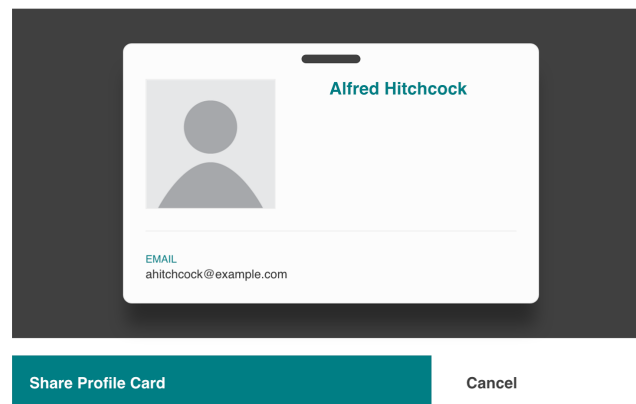 Alfred Hitchcock
EMAIL
ahitchcock@example.com
Share Profile Card
Cancel